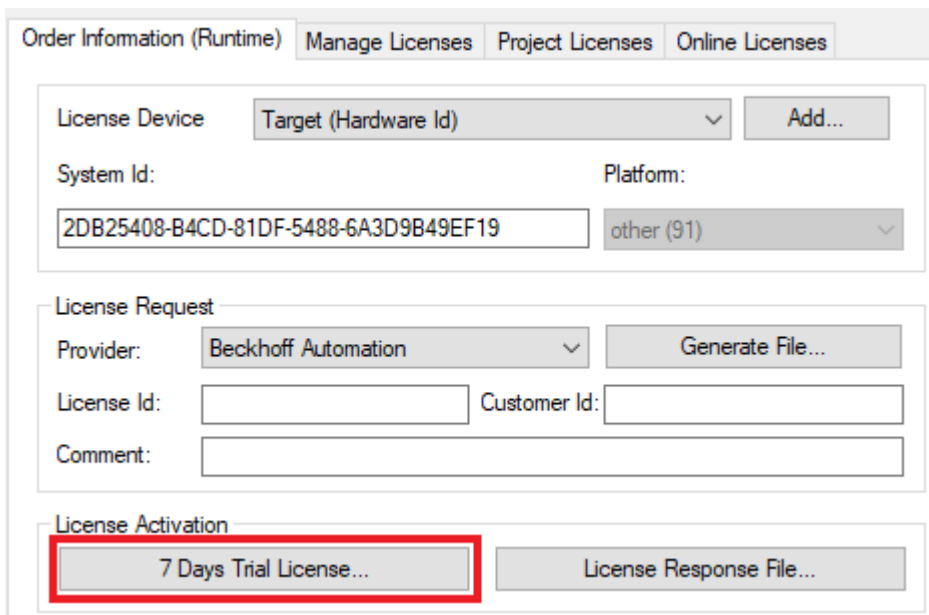 Order Information (Runtime) Manage Licenses Project Licenses Online Licenses
License Device Target (Hardware Id) Add...
System Id: Platform:
2DB25408-B4CD-81DF-5488-6A3D9B49EF19 other (91)
License Request
Provider: Beckhoff Automation Generate File...
License Id: Customer Id:
Comment:
License Activation
7 Days Trial License... License Response File...